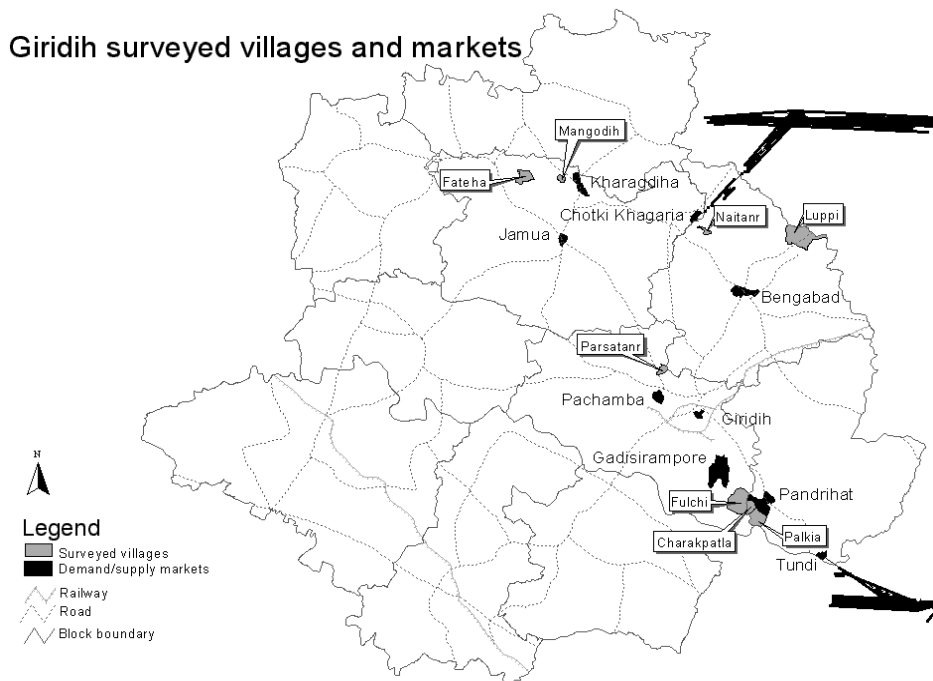 Giridih surveyed villages and markets
Mangodih
Fateha
Kharagdiha
Chotki Khagaria
Naitanr
Luppi
Jamua
Bengabad
Parsatanr
Pachamba
Giridih
Gadisirampore
Fulchi
Pandrihat
Charakpatla
Palkia
Tundi
N
Legend
Surveyed villages
Demand/supply markets
Railway
Road
Block boundary